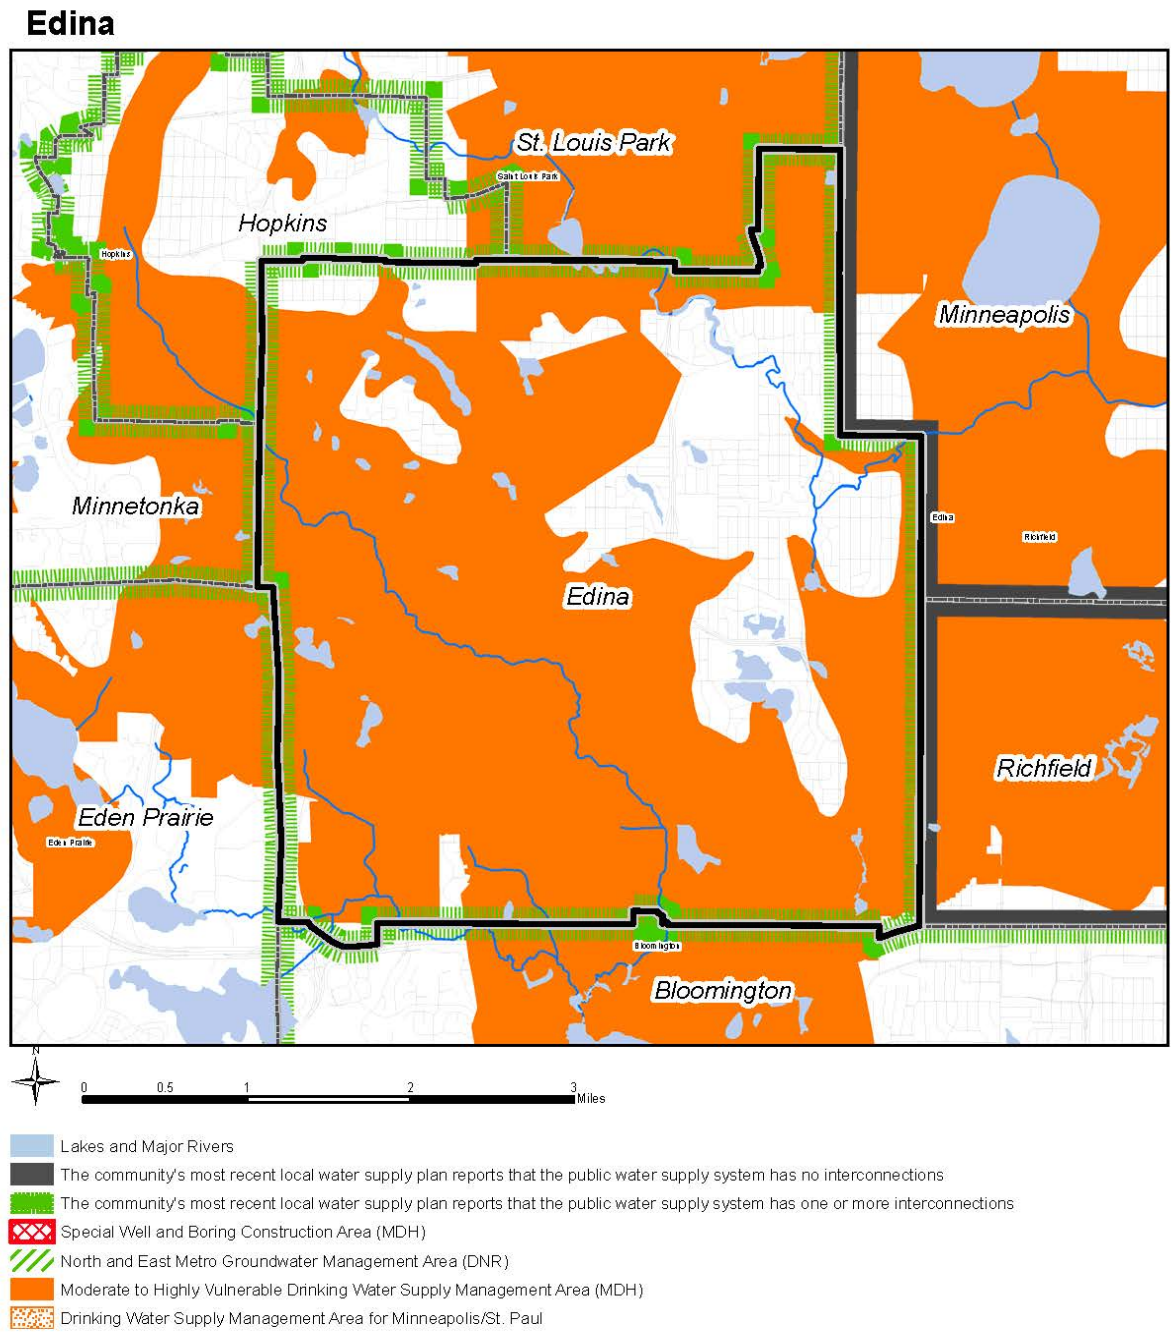 Edina
St. Louis Park
Saint Louis Park
Hopkins
Hopkins
Minneapolis
Minnetonka
Edina
Richfield
Edina
Richfield
Eden Prairie
Eden Prairie
Bloomington
Bloomington
N
0 0.5 1 2 3
Miles
Lakes and Major Rivers
The community's most recent local water supply plan reports that the public water supply system has no interconnections
The community's most recent local water supply plan reports that the public water supply system has one or more interconnections
Special Well and Boring Construction Area (MDH)
North and East Metro Groundwater Management Area (DNR)
Moderate to Highly Vulnerable Drinking Water Supply Management Area (MDH)
Drinking Water Supply Management Area for Minneapolis/St. Paul